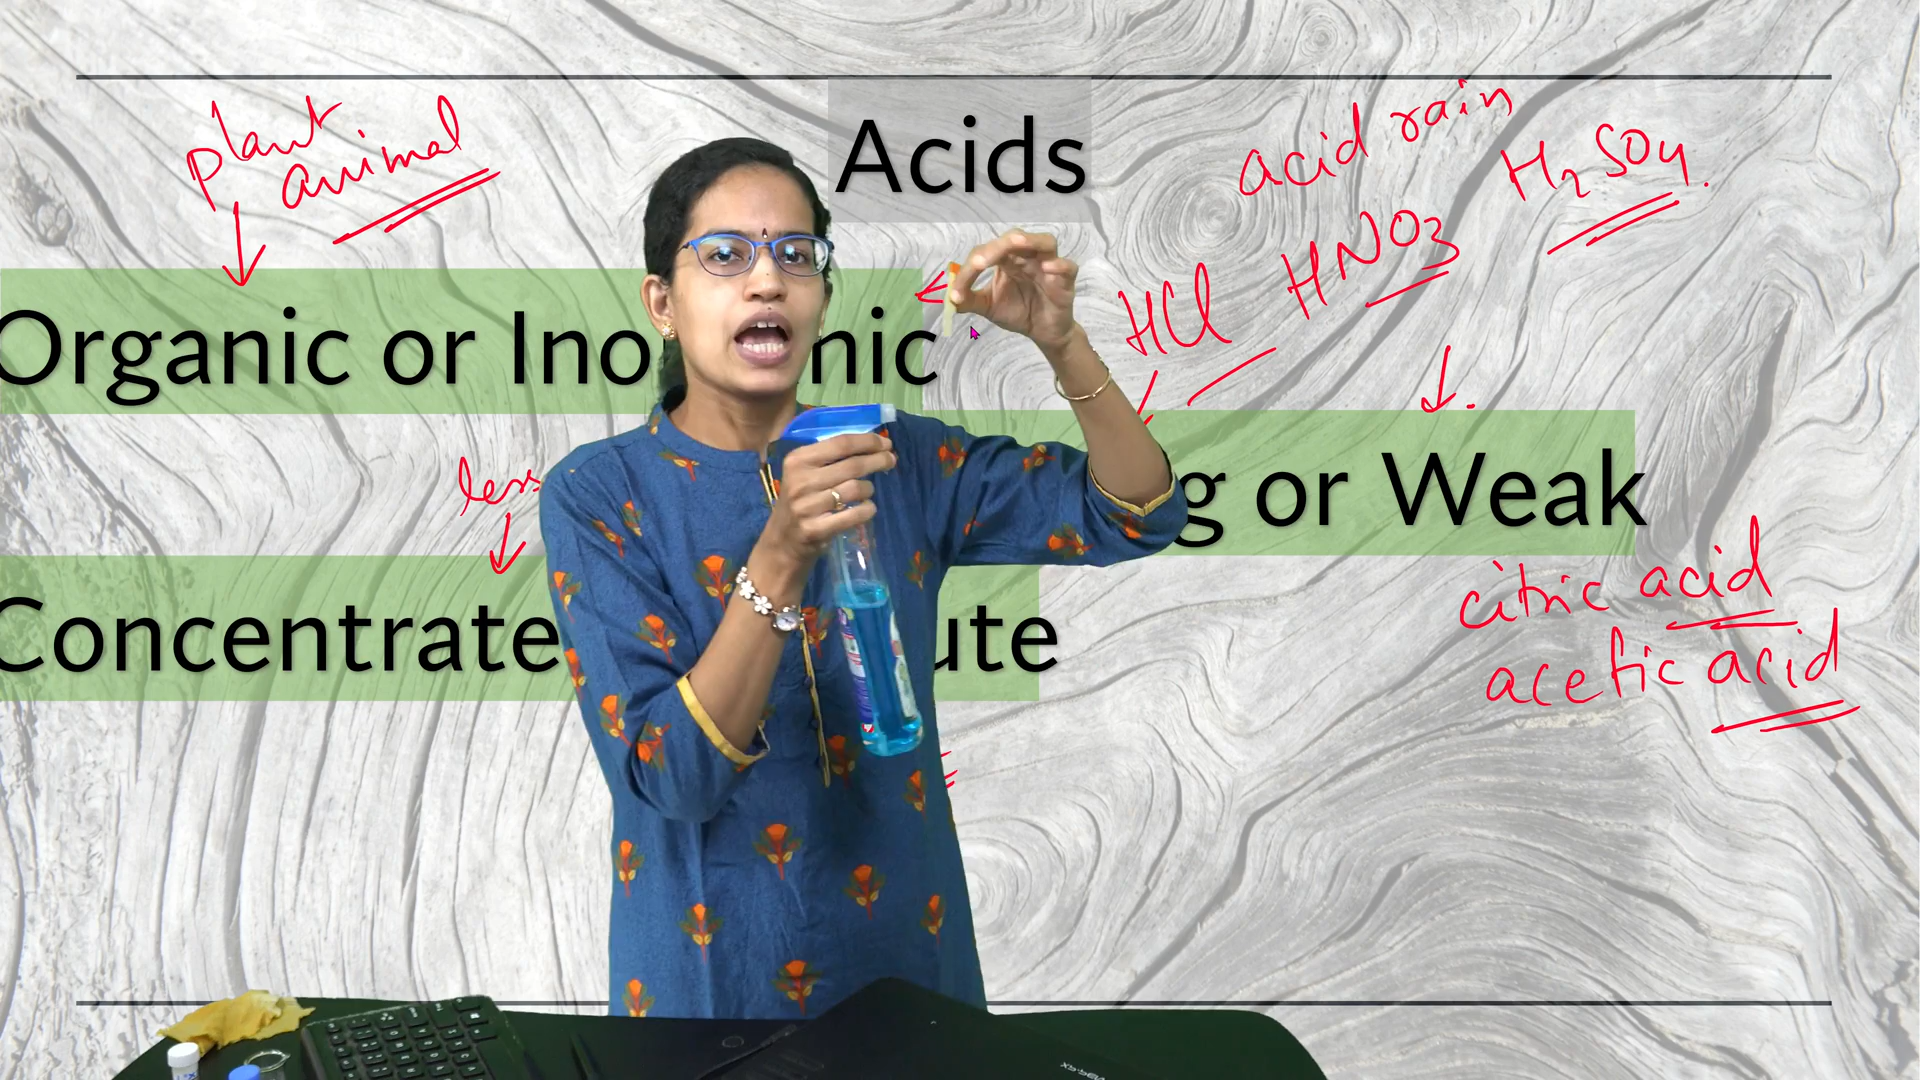 Acids
plant
animal
acid rain
H2SO4
HNO3
HCl
Organic or Ino nic
g or Weak
less
Concentrate ute
citric acid
acetic acid